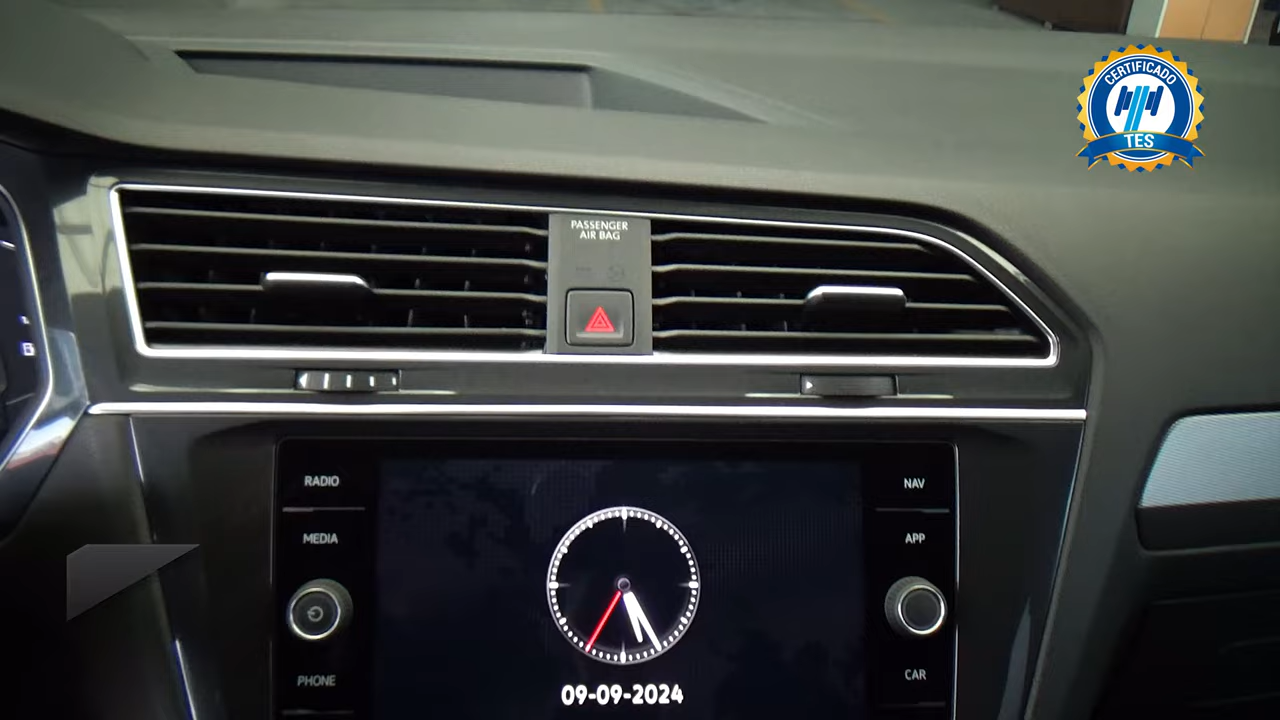 CERTIFICADO
TES
PASSENGER
AIR BAG
RADIO
NAV
MEDIA
APP
PHONE
CAR
09-09-2024